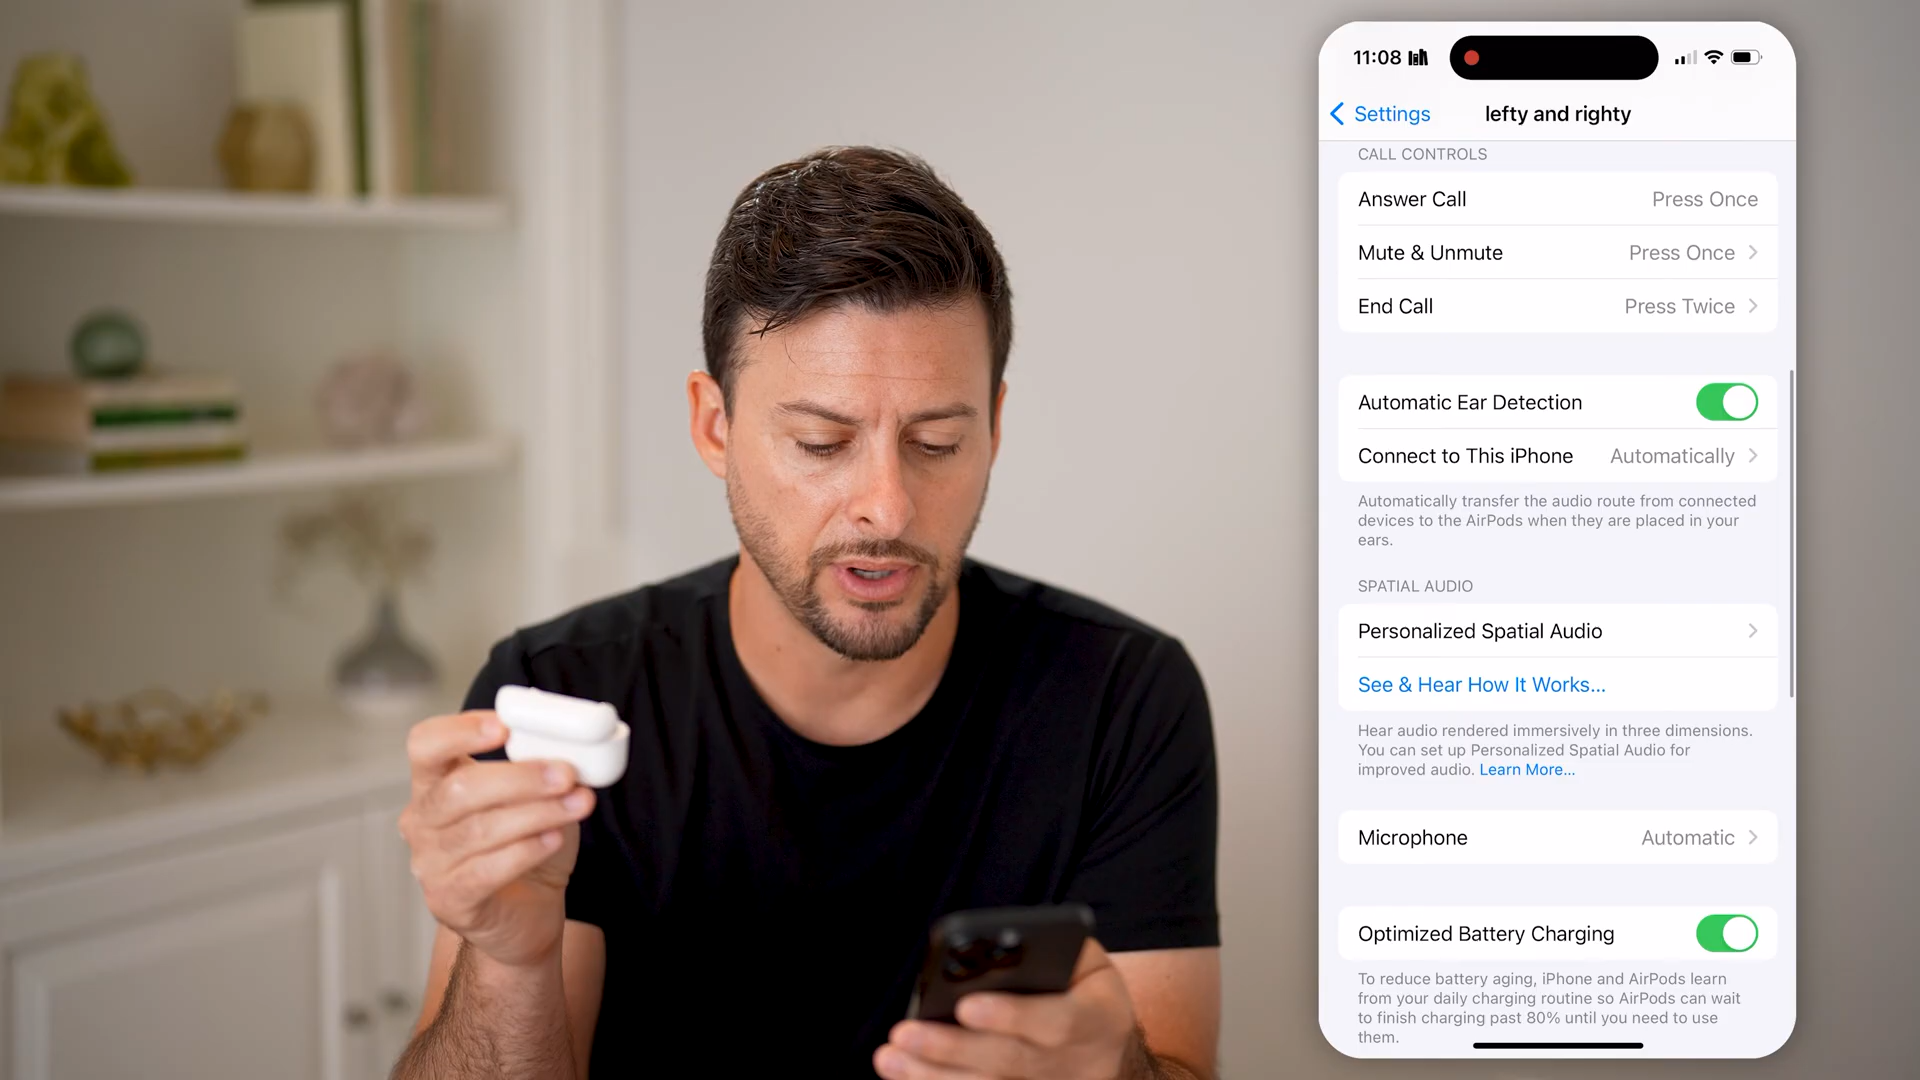 11:08
Settings
lefty and righty
CALL CONTROLS
Answer Call Press Once
Mute & Unmute Press Once
End Call Press Twice
Automatic Ear Detection
Connect to This iPhone Automatically
Automatically transfer the audio route from connected
devices to the AirPods when they are placed in your
ears.
SPATIAL AUDIO
Personalized Spatial Audio
See & Hear How It Works...
Hear audio rendered immersively in three dimensions.
You can set up Personalized Spatial Audio for
improved audio. Learn More...
Microphone Automatic
Optimized Battery Charging
To reduce battery aging, iPhone and AirPods learn
from your daily charging routine so AirPods can wait
to finish charging past 80% until you need to use
them.